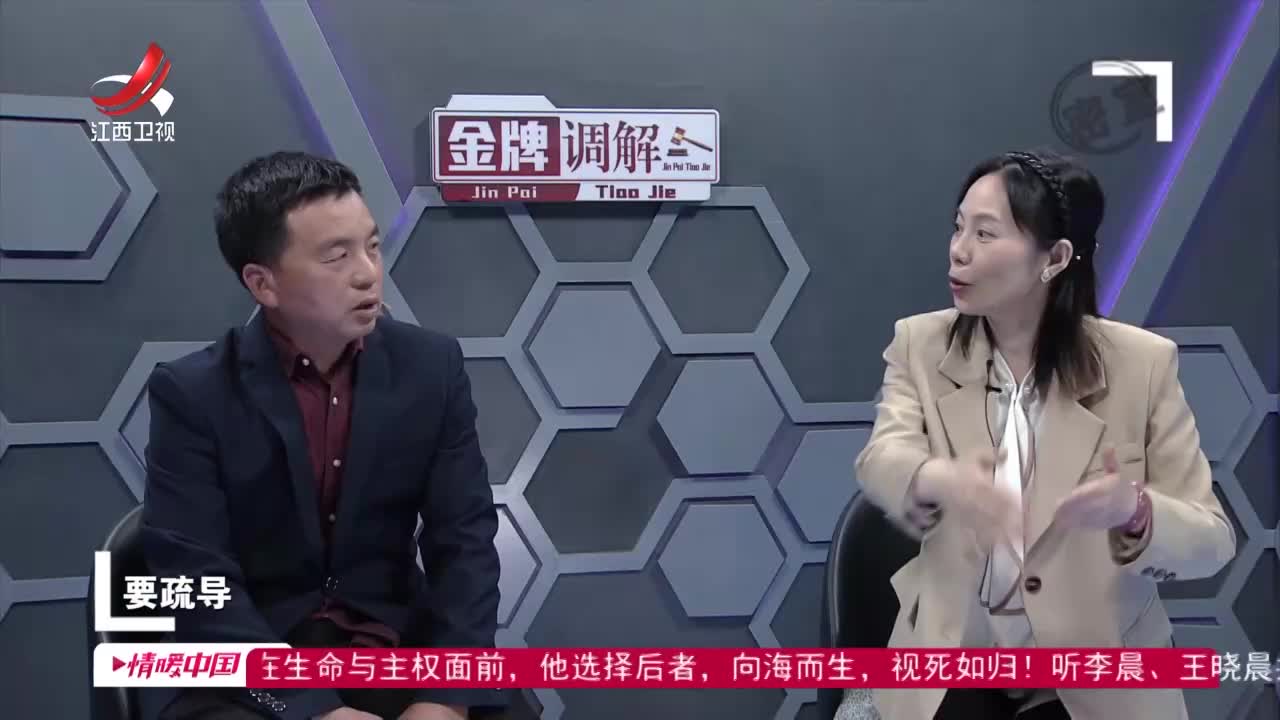 江西卫视
金牌调解
Jin Pai Tiao Jie
Jin Pai Tiao Jie
要疏导
情暖中国
在生命与主权面前，他选择后者，向海而生，视死如归！听李晨、王晓晨